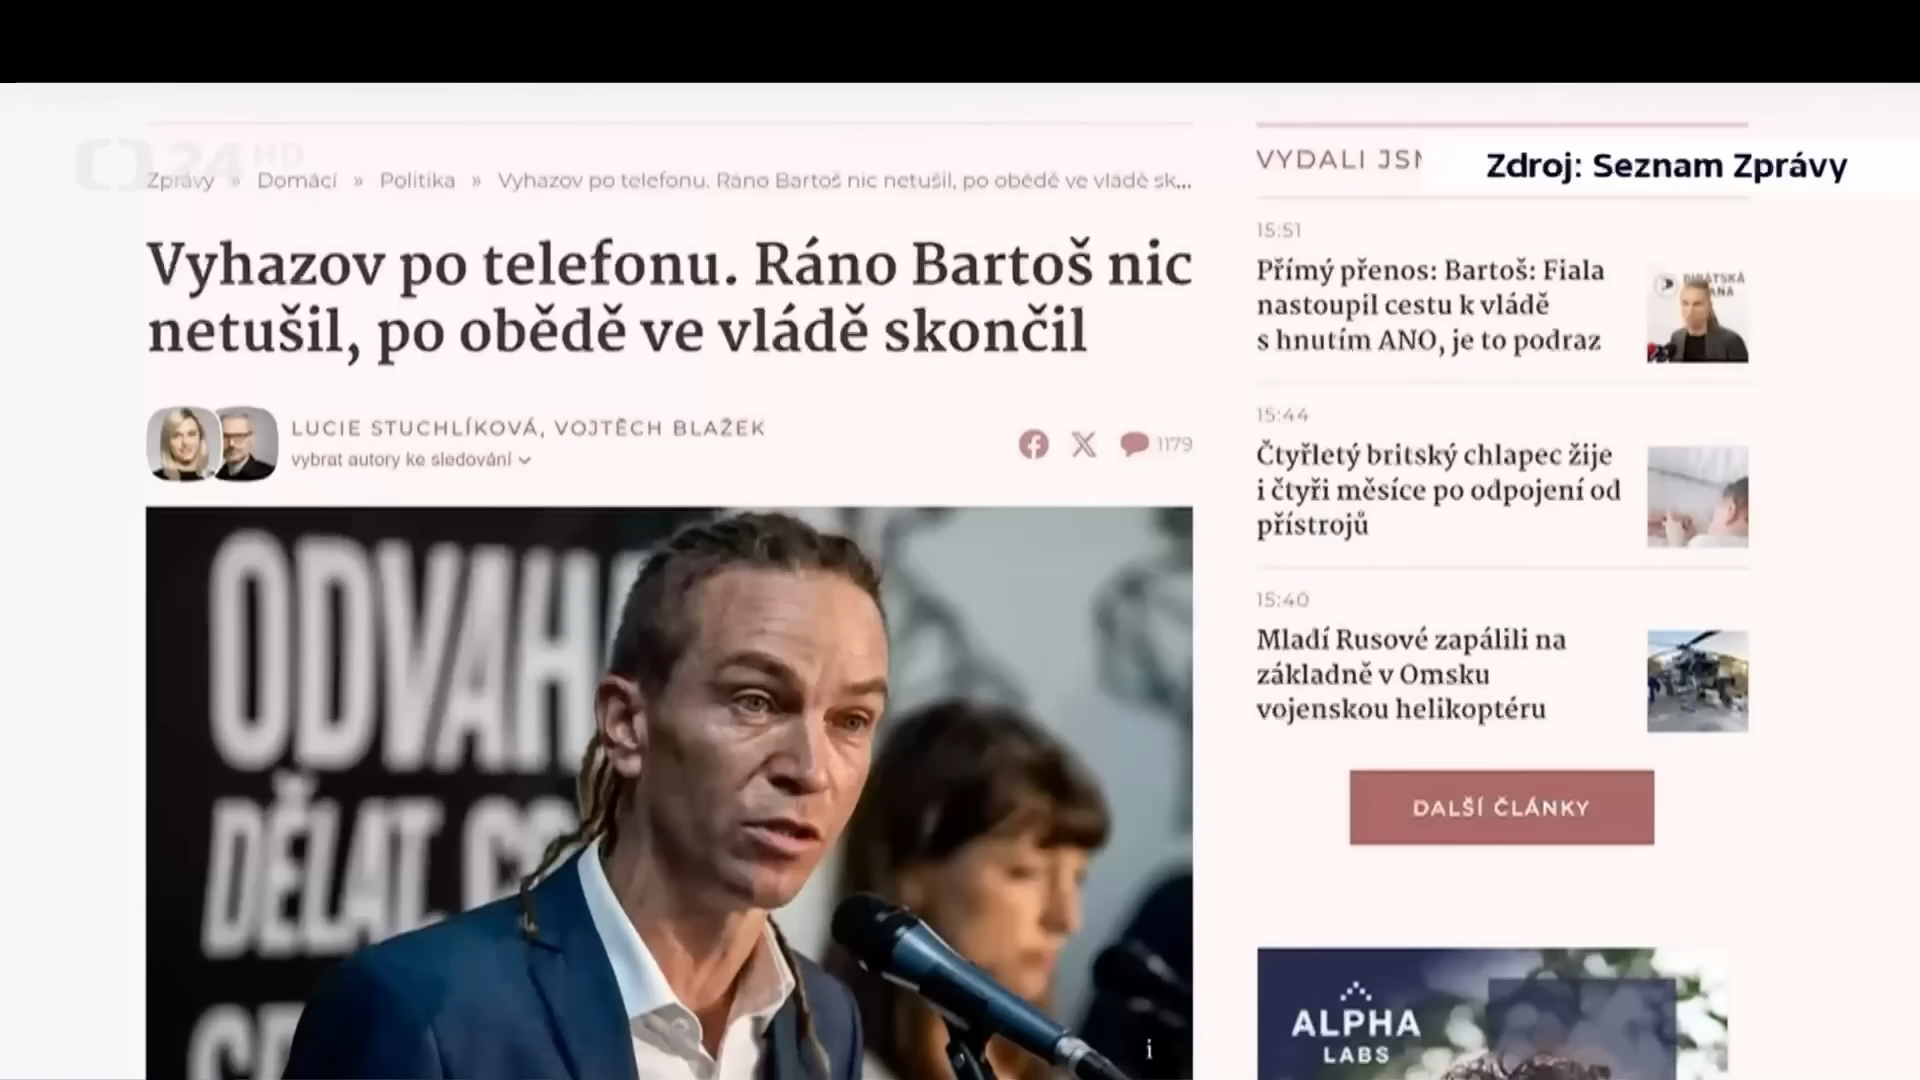 24 HD
Zprávy » Domácí » Politika » Vyhazov po telefonu. Ráno Bartoš nic netušil, po obědě ve vládě sk...
Vyhazov po telefonu. Ráno Bartoš nic
netušil, po obědě ve vládě skončil
LUCIE STUCHLÍKOVÁ, VOJTĚCH BLAŽEK
vybrat autory ke sledování
1179
ODVAH
DĚLAT
i
VYDALI JSM
Zdroj: Seznam Zprávy
15:51
Přímý přenos: Bartoš: Fiala
nastoupil cestu k vládě
s hnutím ANO, je to podraz
15:44
Čtyřletý britský chlapec žije
i čtyři měsíce po odpojení od
přístrojů
15:40
Mladí Rusové zapálili na
základně v Omsku
vojenskou helikoptéru
DALŠÍ ČLÁNKY
ALPHA
LABS